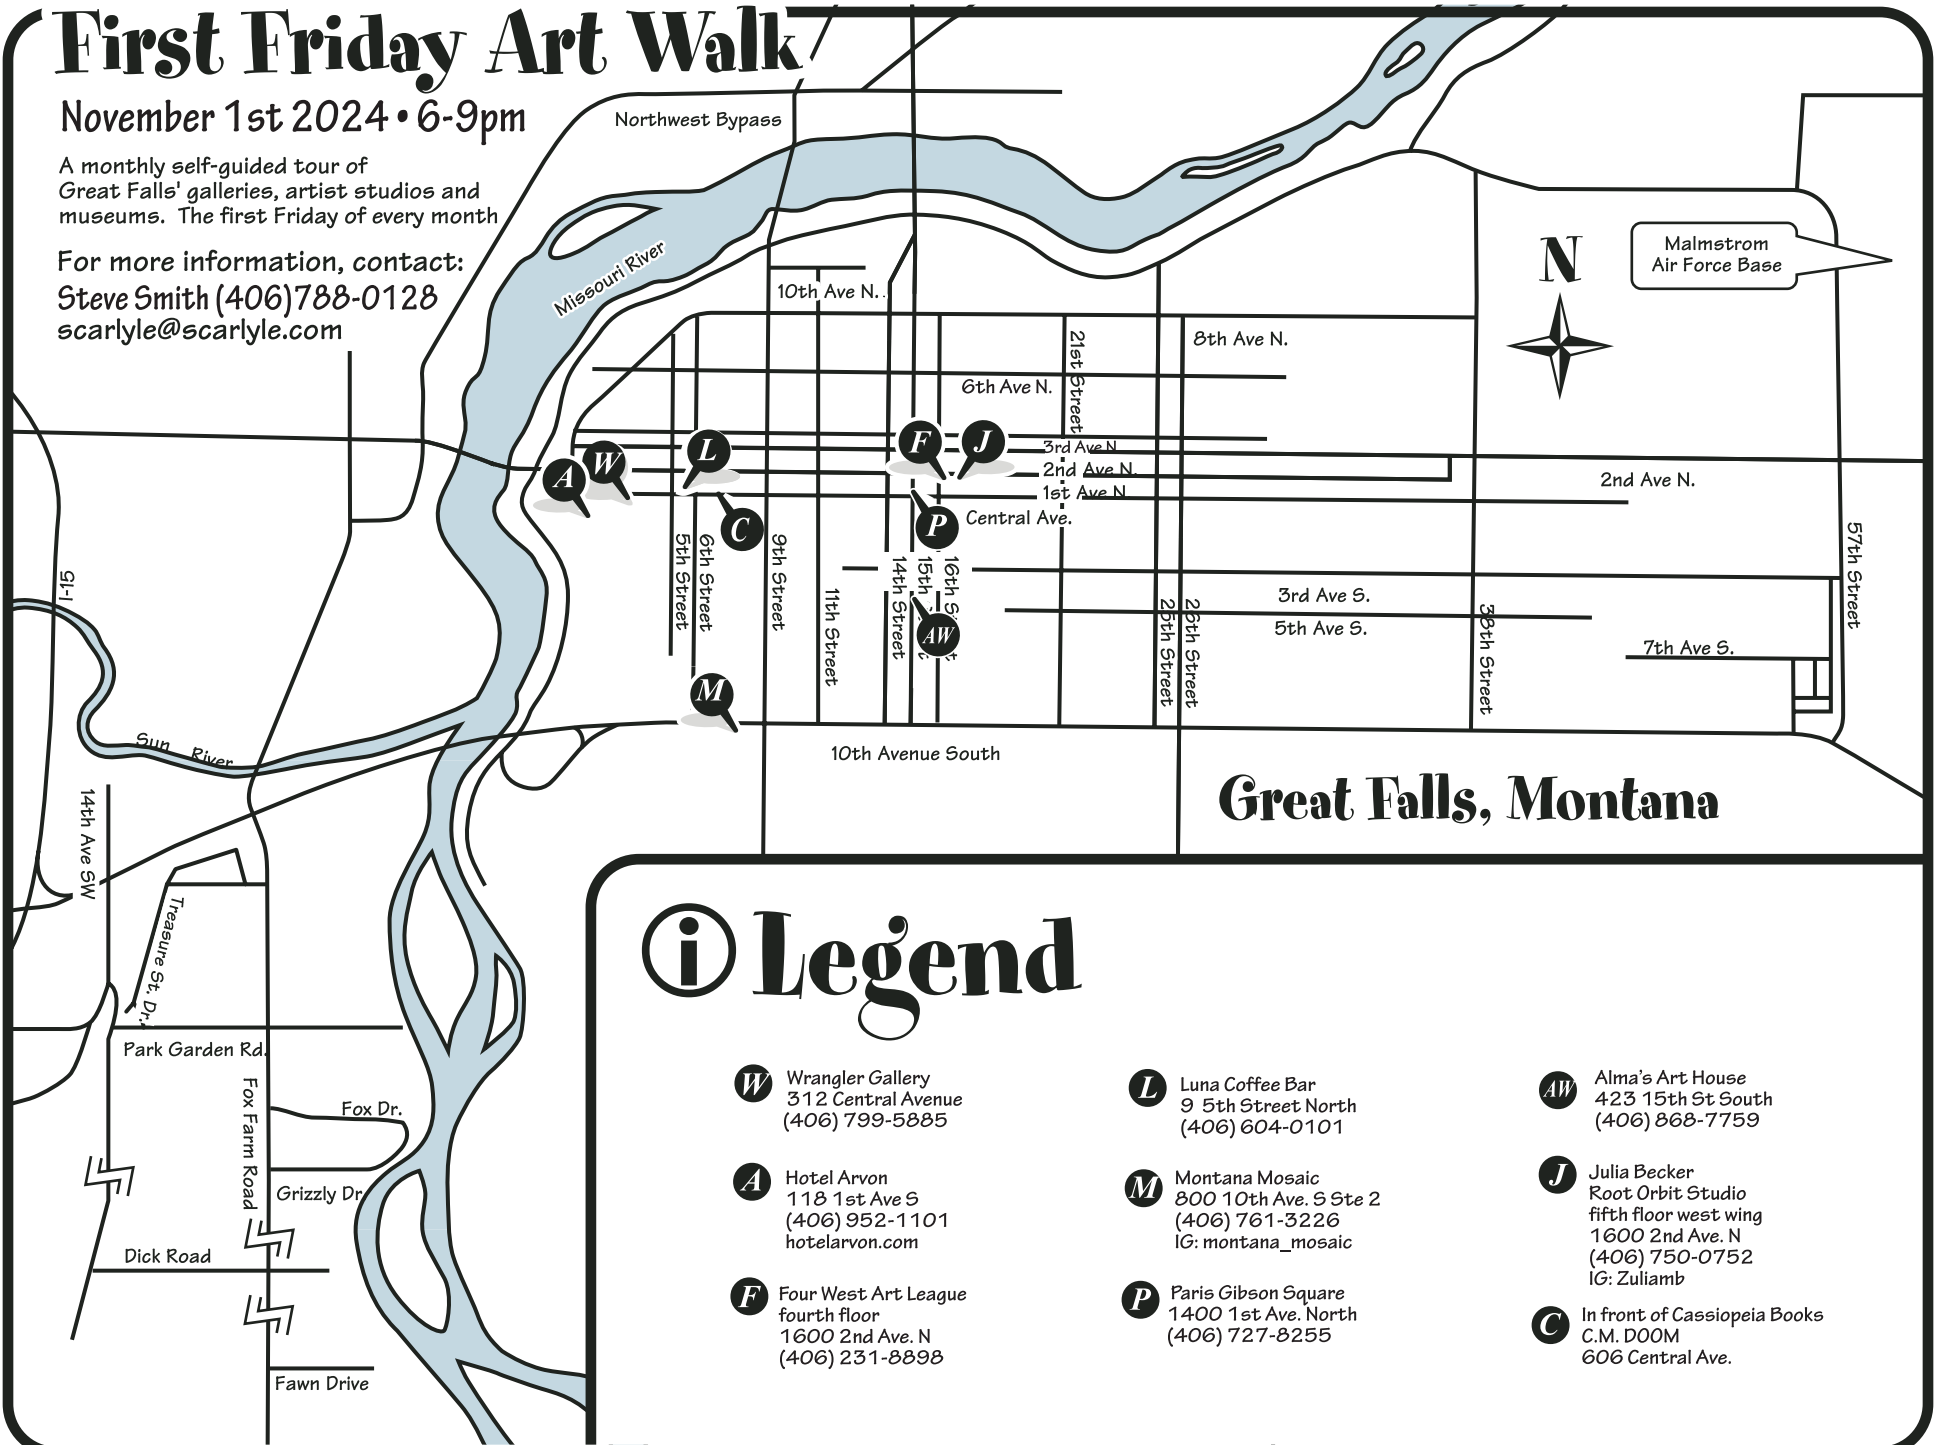 First Friday Art Walk
November 1st 2024 • 6-9pm
A monthly self-guided tour of
Great Falls' galleries, artist studios and
museums.  The first Friday of every month
For more information, contact:
Steve Smith (406)788-0128
scarlyle@scarlyle.com
Northwest Bypass
Missouri River
Malmstrom
Air Force Base
N
10th Ave N.
8th Ave N.
21st Street
6th Ave N.
3rd Ave N
2nd Ave N.
1st Ave N
2nd Ave N.
Central Ave.
A
W
L
F
J
C
P
AW
M
5th Street
6th Street
9th Street
11th Street
14th Street
15th
16th St
25th Street
26th Street
38th Street
57th Street
3rd Ave S.
5th Ave S.
7th Ave S.
10th Avenue South
I-15
Sun River
14th Ave SW
Treasure St. Dr.
Park Garden Rd.
Fox Farm Road
Fox Dr.
Grizzly Dr.
Dick Road
Fawn Drive
Great Falls, Montana
i Legend
W
Wrangler Gallery
312 Central Avenue
(406) 799-5885
A
Hotel Arvon
118 1st Ave S
(406) 952-1101
hotelarvon.com
F
Four West Art League
fourth floor
1600 2nd Ave. N
(406) 231-8898
L
Luna Coffee Bar
9 5th Street North
(406) 604-0101
M
Montana Mosaic
800 10th Ave. S Ste 2
(406) 761-3226
IG: montana_mosaic
P
Paris Gibson Square
1400 1st Ave. North
(406) 727-8255
AW
Alma's Art House
423 15th St South
(406) 868-7759
J
Julia Becker
Root Orbit Studio
fifth floor west wing
1600 2nd Ave. N
(406) 750-0752
IG: Zuliamb
C
In front of Cassiopeia Books
C.M. DOOM
606 Central Ave.